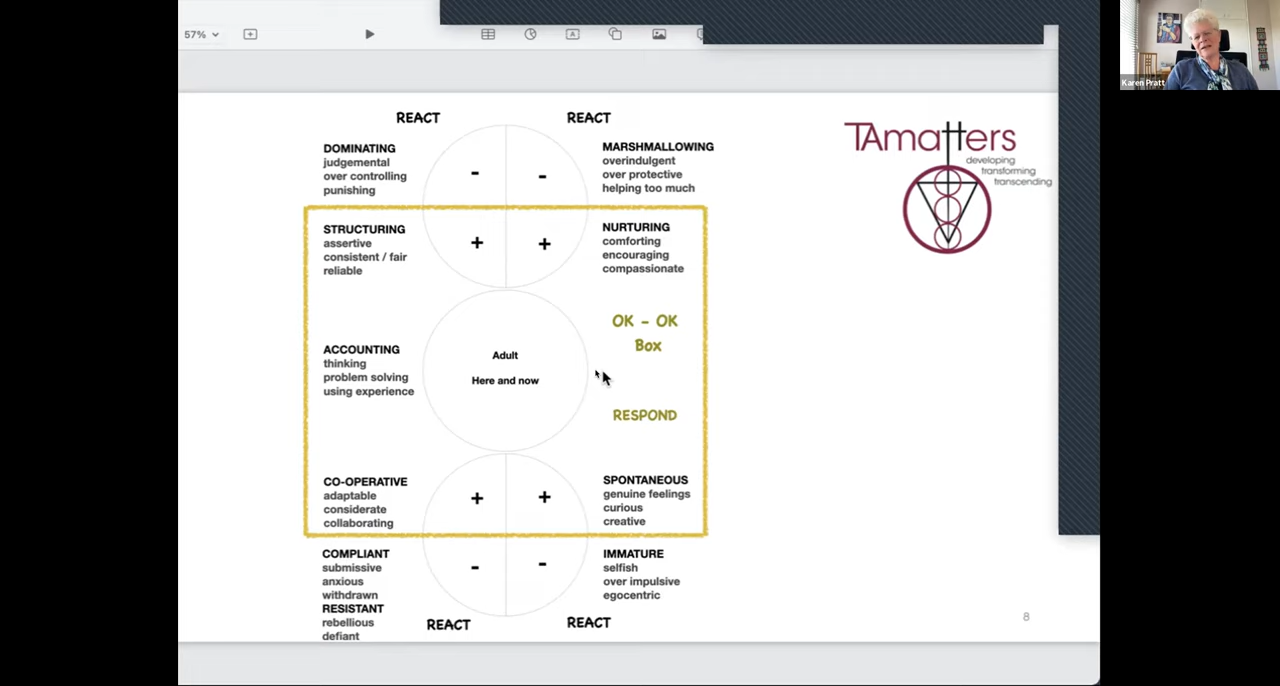 57%
Karen Pratt
REACT
REACT
DOMINATING
judgemental
over controlling
punishing
-
-
MARSHMALLOWING
overindulgent
over protective
helping too much
TAmatters
developing
transforming
transcending
STRUCTURING
assertive
consistent / fair
reliable
+
+
NURTURING
comforting
encouraging
compassionate
OK - OK
Box
ACCOUNTING
thinking
problem solving
using experience
Adult
Here and now
RESPOND
CO-OPERATIVE
adaptable
considerate
collaborating
+
+
SPONTANEOUS
genuine feelings
curious
creative
COMPLIANT
submissive
anxious
withdrawn
RESISTANT
rebellious
defiant
-
-
IMMATURE
selfish
over impulsive
egocentric
REACT
REACT
8